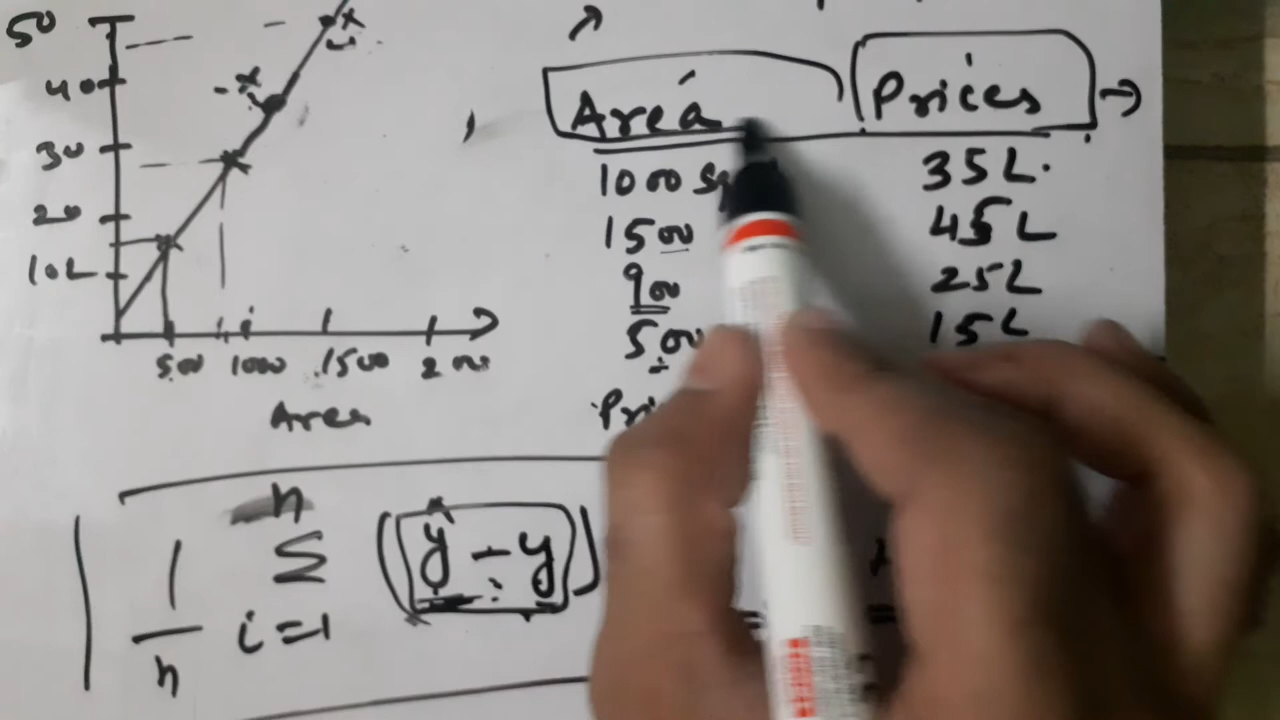 50
40
30
20
10L
500 1000 1500 2000
Area
Area Prices
1000 35L
1500 45L
900 25L
500 15L
n
1 Σ (ŷ - y)
n i=1